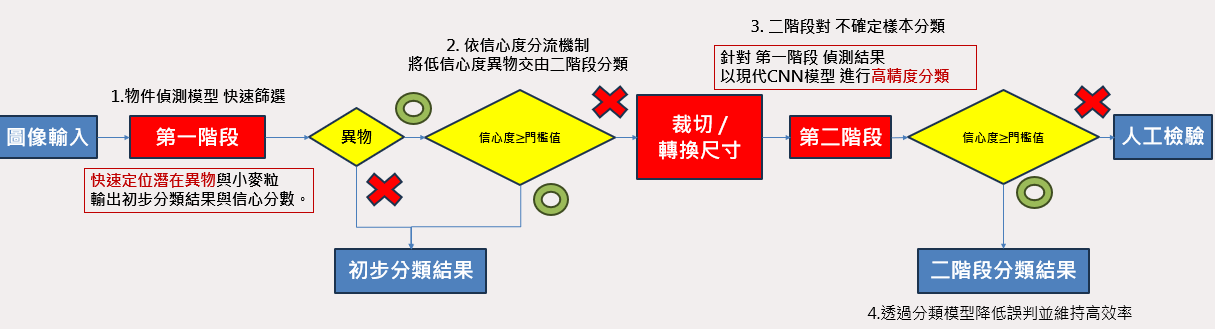 1.物件偵測模型 快速篩選
2. 依信心度分流機制
將低信心度異物交由二階段分類
3. 二階段對 不確定樣本分類
針對 第一階段 偵測結果
以現代CNN模型 進行高精度分類
圖像輸入
第一階段
異物
信心度≥門檻值
裁切 /
轉換尺寸
第二階段
信心度≥門檻值
人工檢驗
快速定位潛在異物與小麥粒
輸出初步分類結果與信心分數。
初步分類結果
二階段分類結果
4.透過分類模型降低誤判並維持高效率